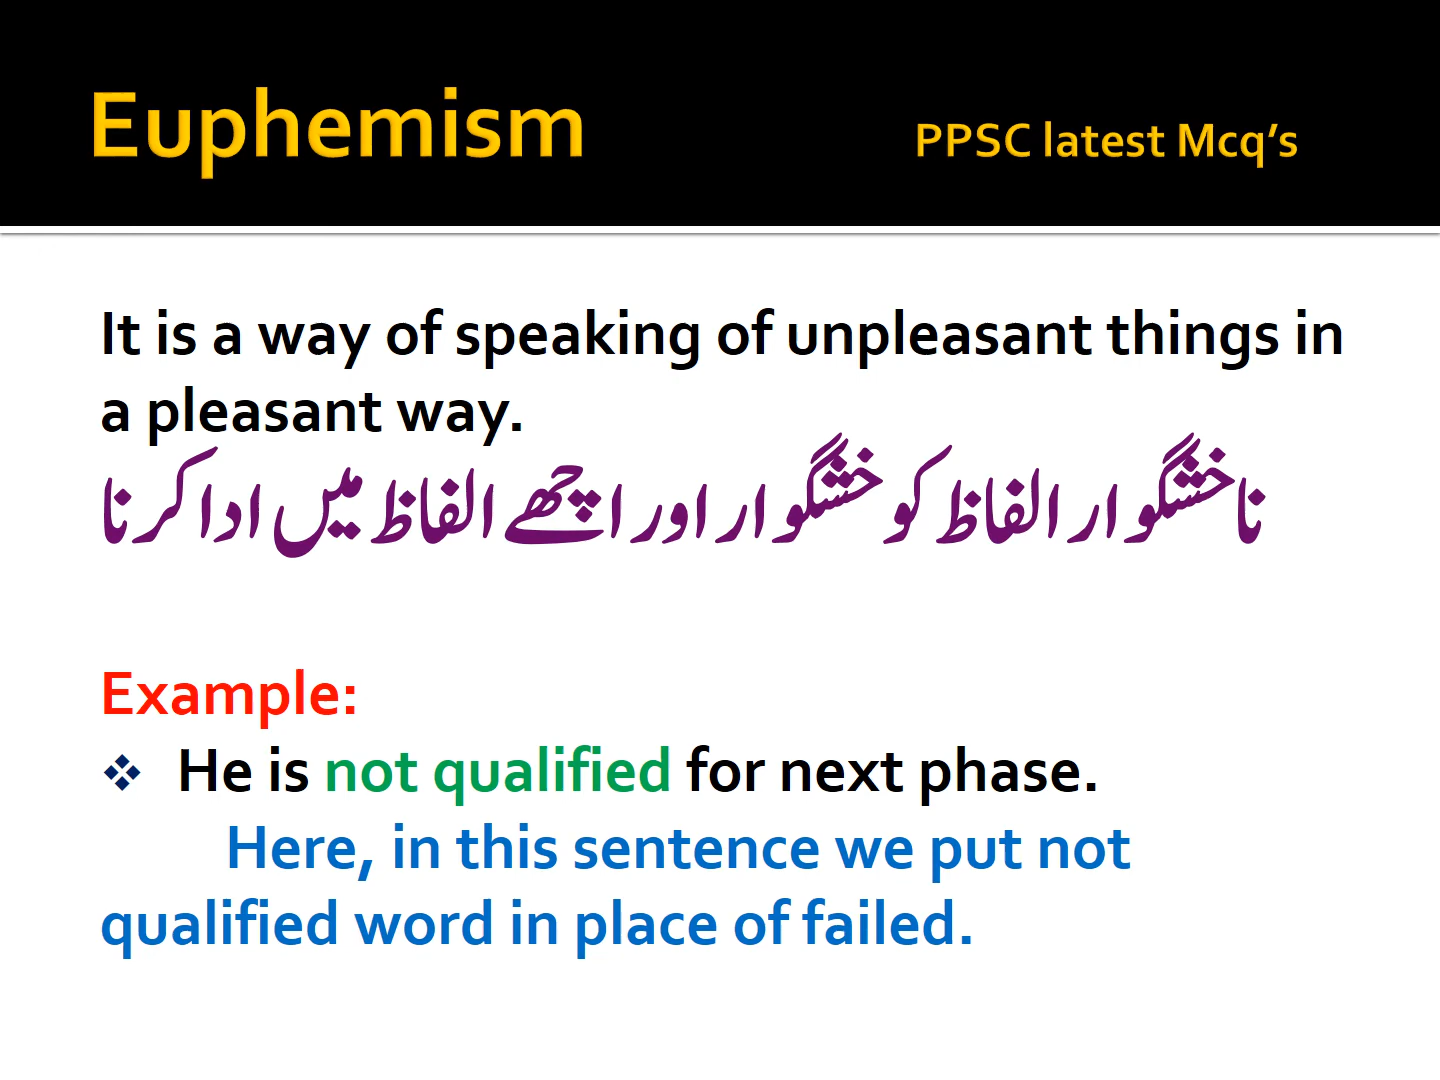 Euphemism
PPSC latest Mcq’s
It is a way of speaking of unpleasant things in
a pleasant way.
ناخشگوار الفاظ کو خشگوار اور اچھے الفاظ میں ادا کرنا
Example:
❖ He is not qualified for next phase.
Here, in this sentence we put not
qualified word in place of failed.